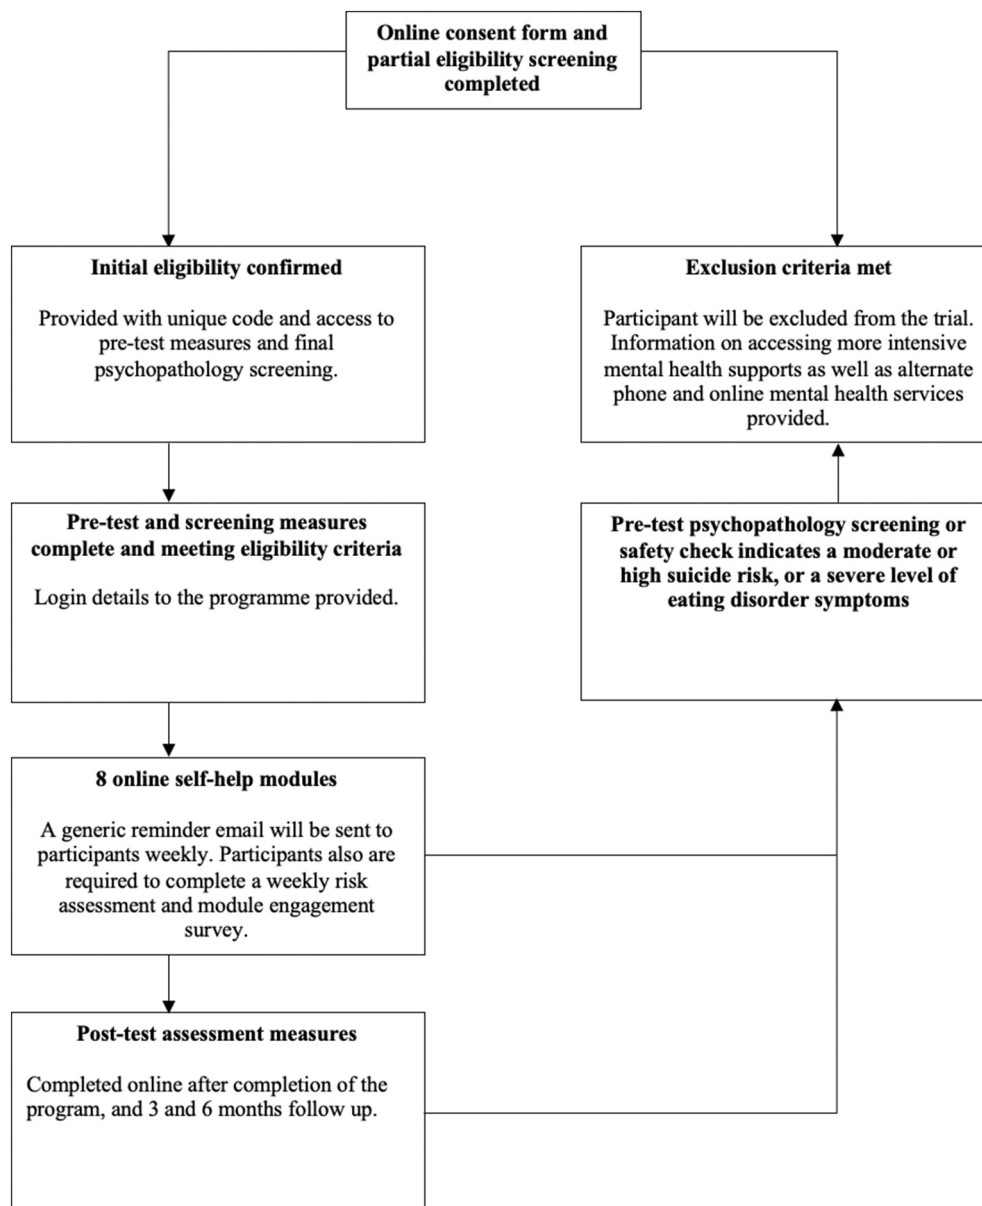 Online consent form and
partial eligibility screening
completed
Initial eligibility confirmed
Provided with unique code and access to
pre-test measures and final
psychopathology screening.
Exclusion criteria met
Participant will be excluded from the trial.
Information on accessing more intensive
mental health supports as well as alternate
phone and online mental health services
provided.
Pre-test and screening measures
complete and meeting eligibility criteria
Login details to the programme provided.
Pre-test psychopathology screening or
safety check indicates a moderate or
high suicide risk, or a severe level of
eating disorder symptoms
8 online self-help modules
A generic reminder email will be sent to
participants weekly. Participants also are
required to complete a weekly risk
assessment and module engagement
survey.
Post-test assessment measures
Completed online after completion of the
program, and 3 and 6 months follow up.